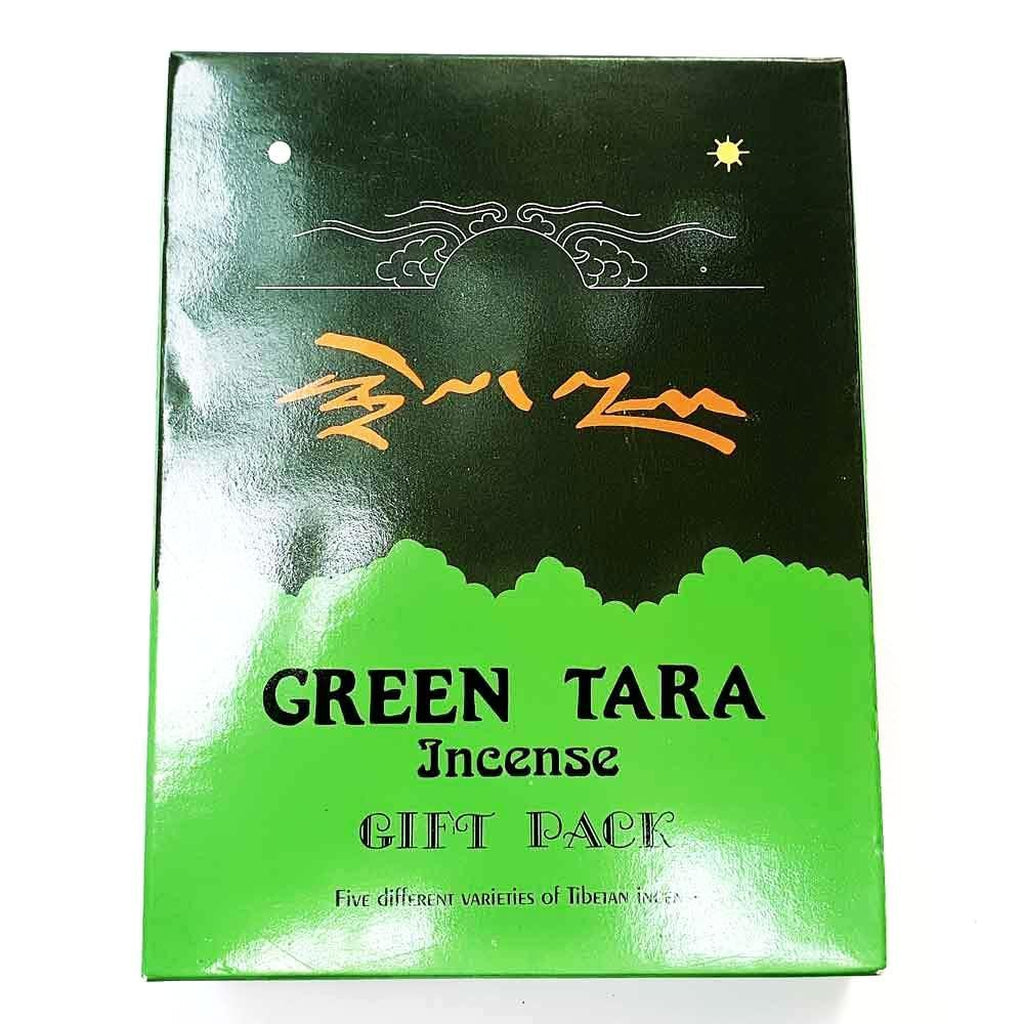 GREEN TARA
Incense
GIFT PACK
Five different varieties of Tibetan